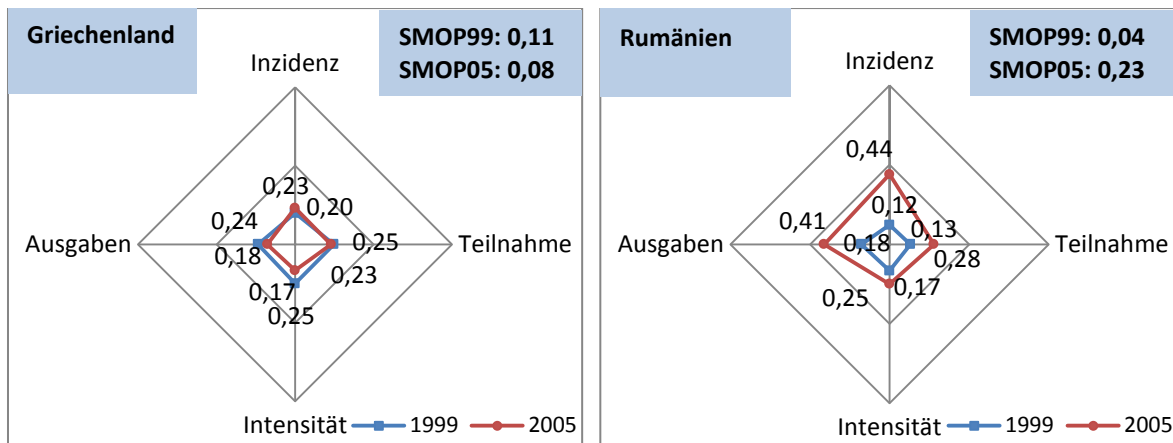 Griechenland
SMOP99: 0,11
SMOP05: 0,08
Inzidenz
0,23
0,20
0,24
Ausgaben
0,25
Teilnahme
0,18
0,23
0,17
0,25
Intensität
1999
2005
Rumänien
SMOP99: 0,04
SMOP05: 0,23
Inzidenz
0,44
0,12
0,41
0,13
Ausgaben
0,18
Teilnahme
0,28
0,25
0,17
Intensität
1999
2005